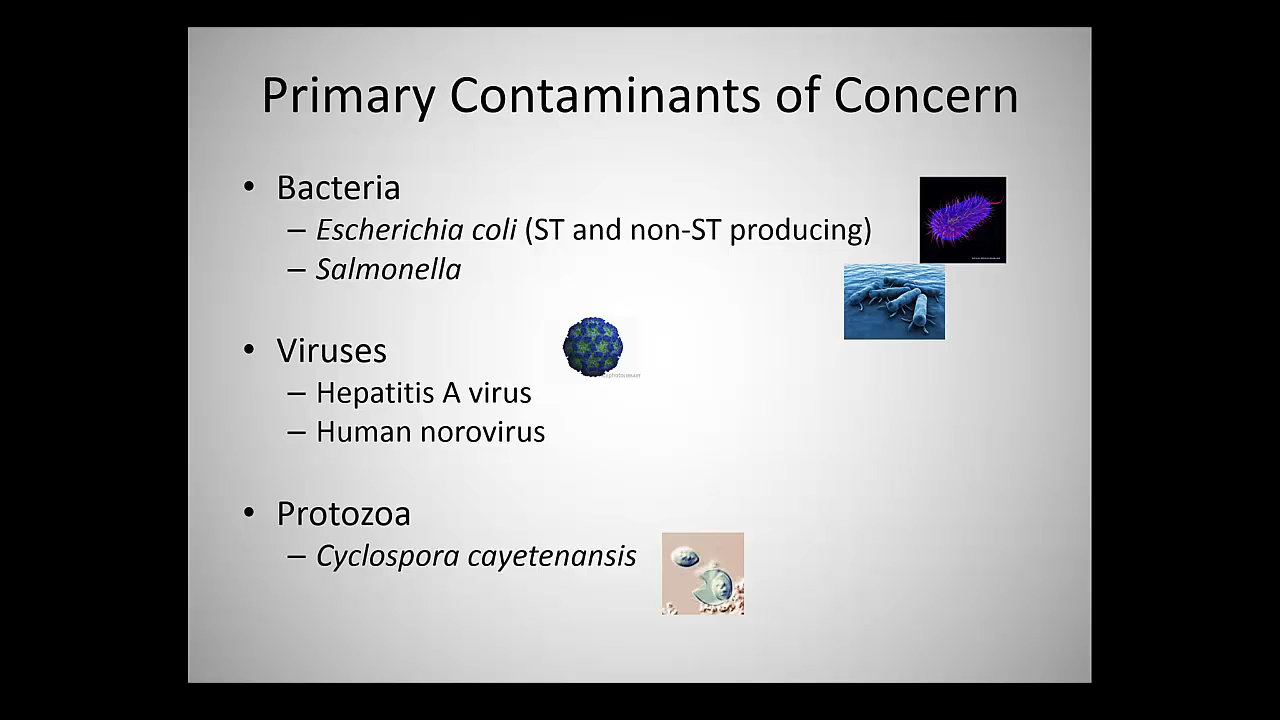 Primary Contaminants of Concern
• Bacteria
– Escherichia coli (ST and non-ST producing)
– Salmonella
• Viruses
– Hepatitis A virus
– Human norovirus
• Protozoa
– Cyclospora cayetenansis